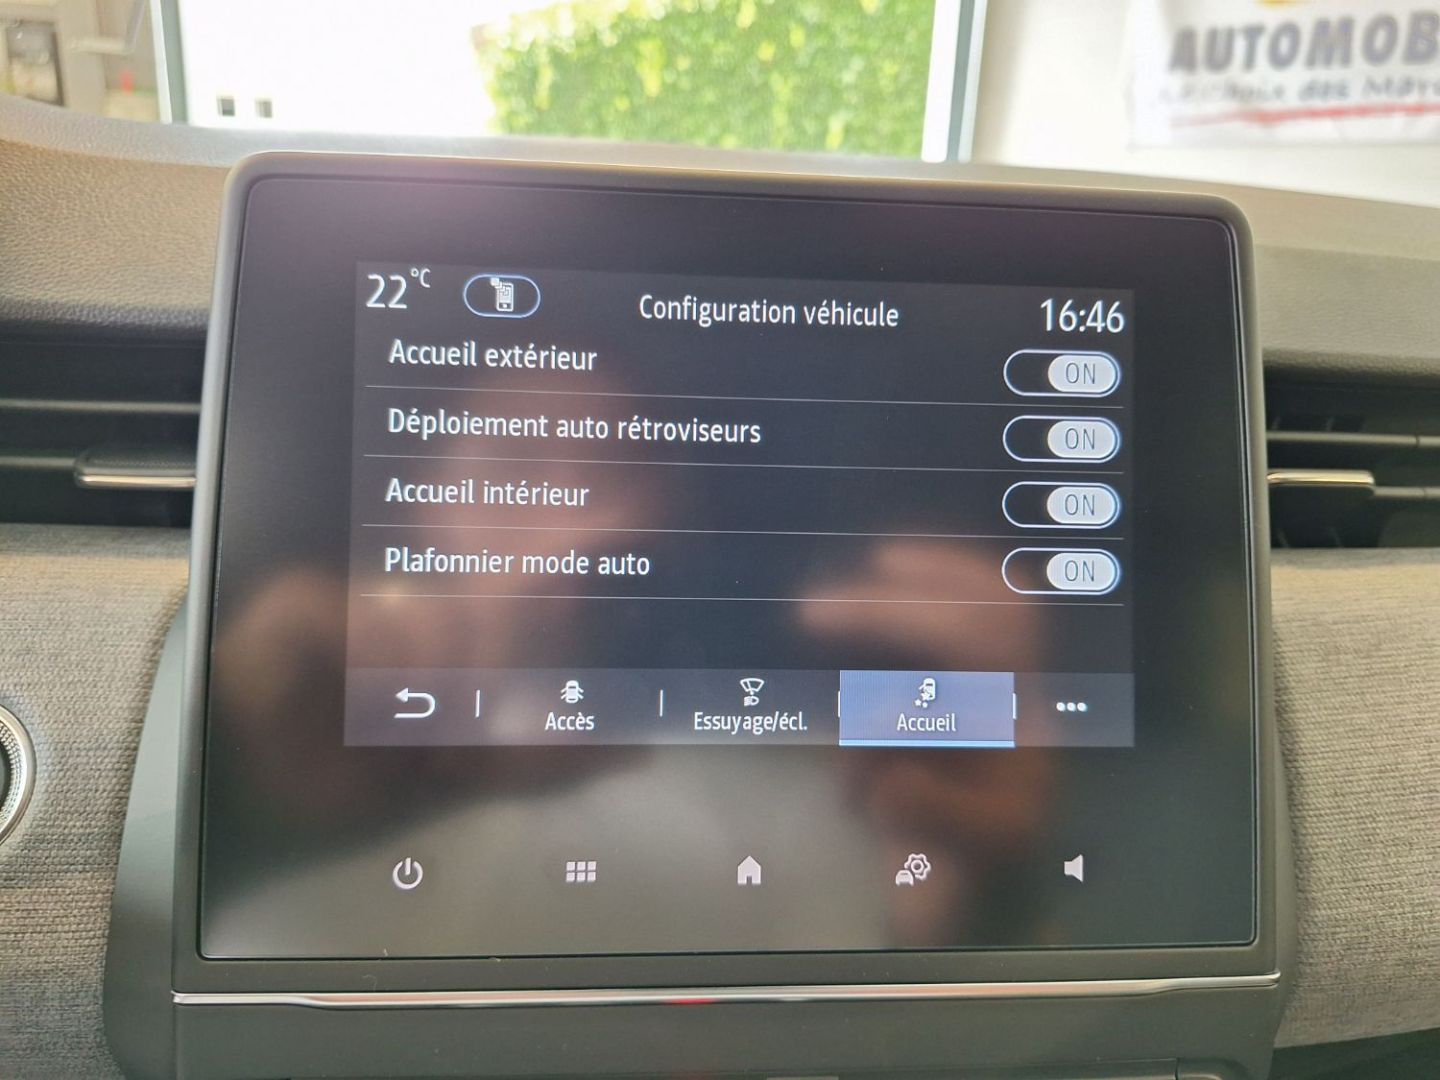 AUTOMOB
22°C
Configuration véhicule
16:46
Accueil extérieur ON
Déploiement auto rétroviseurs ON
Accueil intérieur ON
Plafonnier mode auto ON
Accès
Essuyage/écl.
Accueil